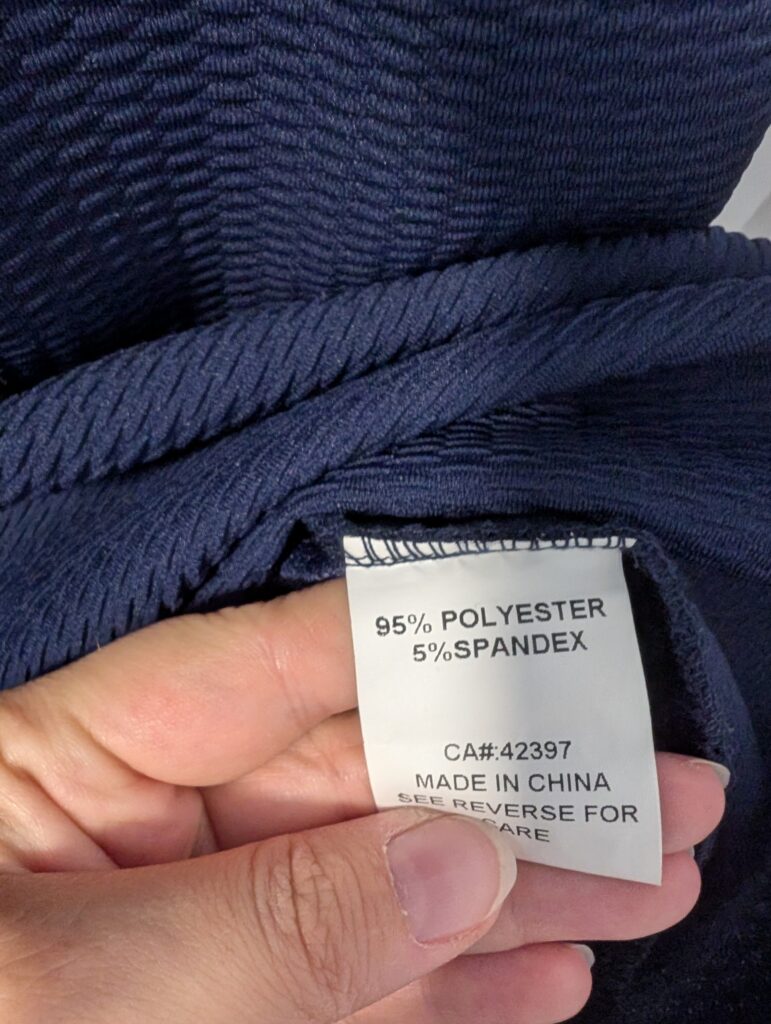 95% POLYESTER
5%SPANDEX
CA#:42397
MADE IN CHINA
SEE REVERSE FOR
CARE